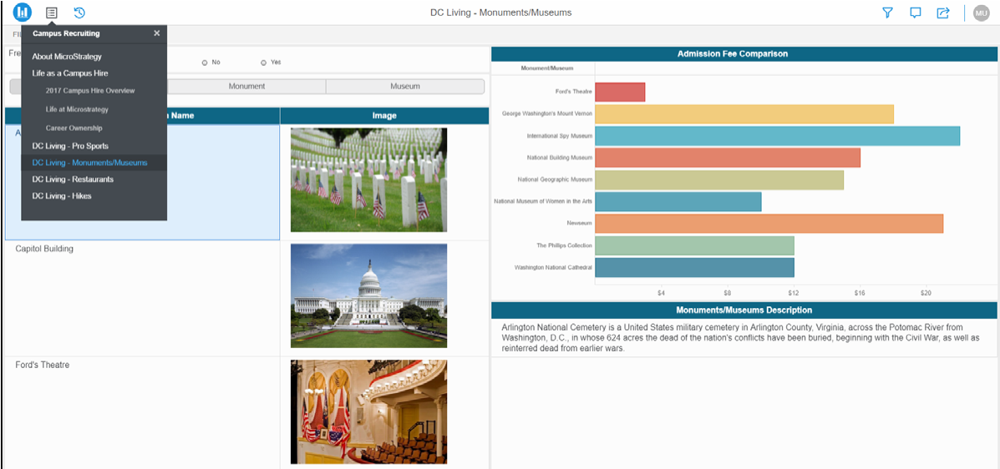 DC Living - Monuments/Museums
MU
Campus Recruiting
About MicroStrategy
Life as a Campus Hire
2017 Campus Hire Overview
Life at Microstrategy
Career Ownership
DC Living - Pro Sports
DC Living - Monuments/Museums
DC Living - Restaurants
DC Living - Hikes
No
Yes
Monument
Museum
Name
Image
Capitol Building
Ford's Theatre
Admission Fee Comparison
Monument/Museum
Ford's Theatre
George Washington's Mount Vernon
International Spy Museum
National Building Museum
National Geographic Museum
National Museum of Women in the Arts
Newseum
The Phillips Collection
Washington National Cathedral
$4 $8 $12 $16 $20
Monuments/Museums Description
Arlington National Cemetery is a United States military cemetery in Arlington County, Virginia, across the Potomac River from
Washington, D.C., in whose 624 acres the dead of the nation's conflicts have been buried, beginning with the Civil War, as well as
reinterred dead from earlier wars.